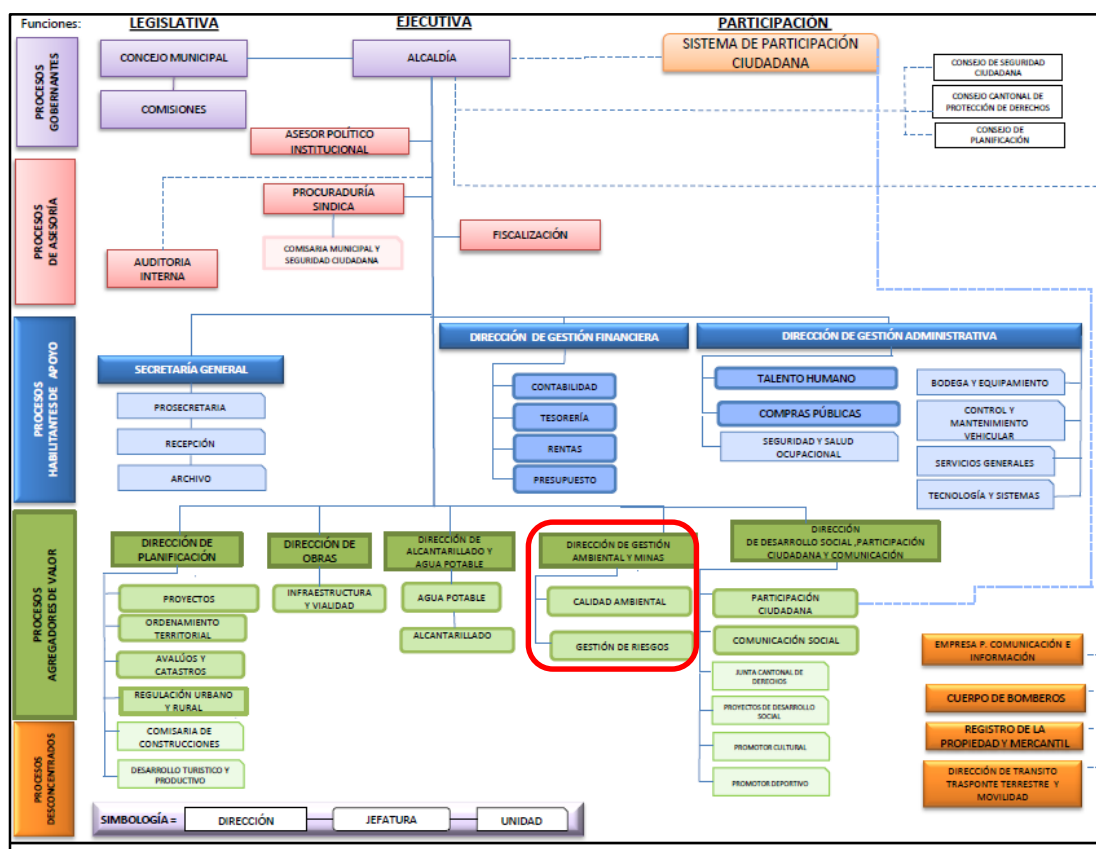 Funciones:
LEGISLATIVA
EJECUTIVA
PARTICIPACIÓN
PROCESOS
GOBERNANTES
CONCEJO MUNICIPAL
ALCALDÍA
SISTEMA DE PARTICIPACIÓN
CIUDADANA
COMISIONES
CONSEJO DE SEGURIDAD
CIUDADANA
CONSEJO CANTONAL DE
PROTECCIÓN DE DERECHOS
CONSEJO DE
PLANIFICACIÓN
ASESOR POLÍTICO
INSTITUCIONAL
PROCESOS
DE ASESORÍA
PROCURADURÍA
SINDICA
COMISARIA MUNICIPAL Y
SEGURIDAD CIUDADANA
FISCALIZACIÓN
AUDITORIA
INTERNA
PROCESOS
HABILITANTES DE APOYO
SECRETARÍA GENERAL
PROSECRETARIA
RECEPCIÓN
ARCHIVO
DIRECCIÓN DE GESTIÓN FINANCIERA
CONTABILIDAD
TESORERÍA
RENTAS
PRESUPUESTO
DIRECCIÓN DE GESTIÓN ADMINISTRATIVA
TALENTO HUMANO
COMPRAS PÚBLICAS
SEGURIDAD Y SALUD
OCUPACIONAL
BODEGA Y EQUIPAMIENTO
CONTROL Y
MANTENIMIENTO
VEHICULAR
SERVICIOS GENERALES
TECNOLOGÍA Y SISTEMAS
PROCESOS
AGREGADORES DE VALOR
DIRECCIÓN DE
PLANIFICACIÓN
PROYECTOS
ORDENAMIENTO
TERRITORIAL
AVALÚOS Y
CATASTROS
REGULACIÓN URBANO
Y RURAL
COMISARIA DE
CONSTRUCCIONES
DESARROLLO TURISTICO Y
PRODUCTIVO
DIRECCIÓN DE
OBRAS
INFRAESTRUCTURA
Y VIALIDAD
DIRECCIÓN DE
ALCANTARILLADO Y
AGUA POTABLE
AGUA POTABLE
ALCANTARILLADO
DIRECCIÓN DE GESTIÓN
AMBIENTAL Y MINAS
CALIDAD AMBIENTAL
GESTIÓN DE RIESGOS
DIRECCIÓN
DE DESARROLLO SOCIAL ,PARTICIPACIÓN
CIUDADANA Y COMUNICACIÓN
PARTICIPACIÓN
CIUDADANA
COMUNICACIÓN SOCIAL
JUNTA CANTONAL DE
DERECHOS
PROYECTOS DE DESARROLLO
SOCIAL
PROMOTOR CULTURAL
PROMOTOR DEPORTIVO
PROCESOS
DESCONCENTRADOS
EMPRESA P. COMUNICACIÓN E
INFORMACIÓN
CUERPO DE BOMBEROS
REGISTRO DE LA
PROPIEDAD Y MERCANTIL
DIRECCIÓN DE TRANSITO
TRASPONTE TERRESTRE Y
MOVILIDAD
SIMBOLOGÍA =
DIRECCIÓN
JEFATURA
UNIDAD